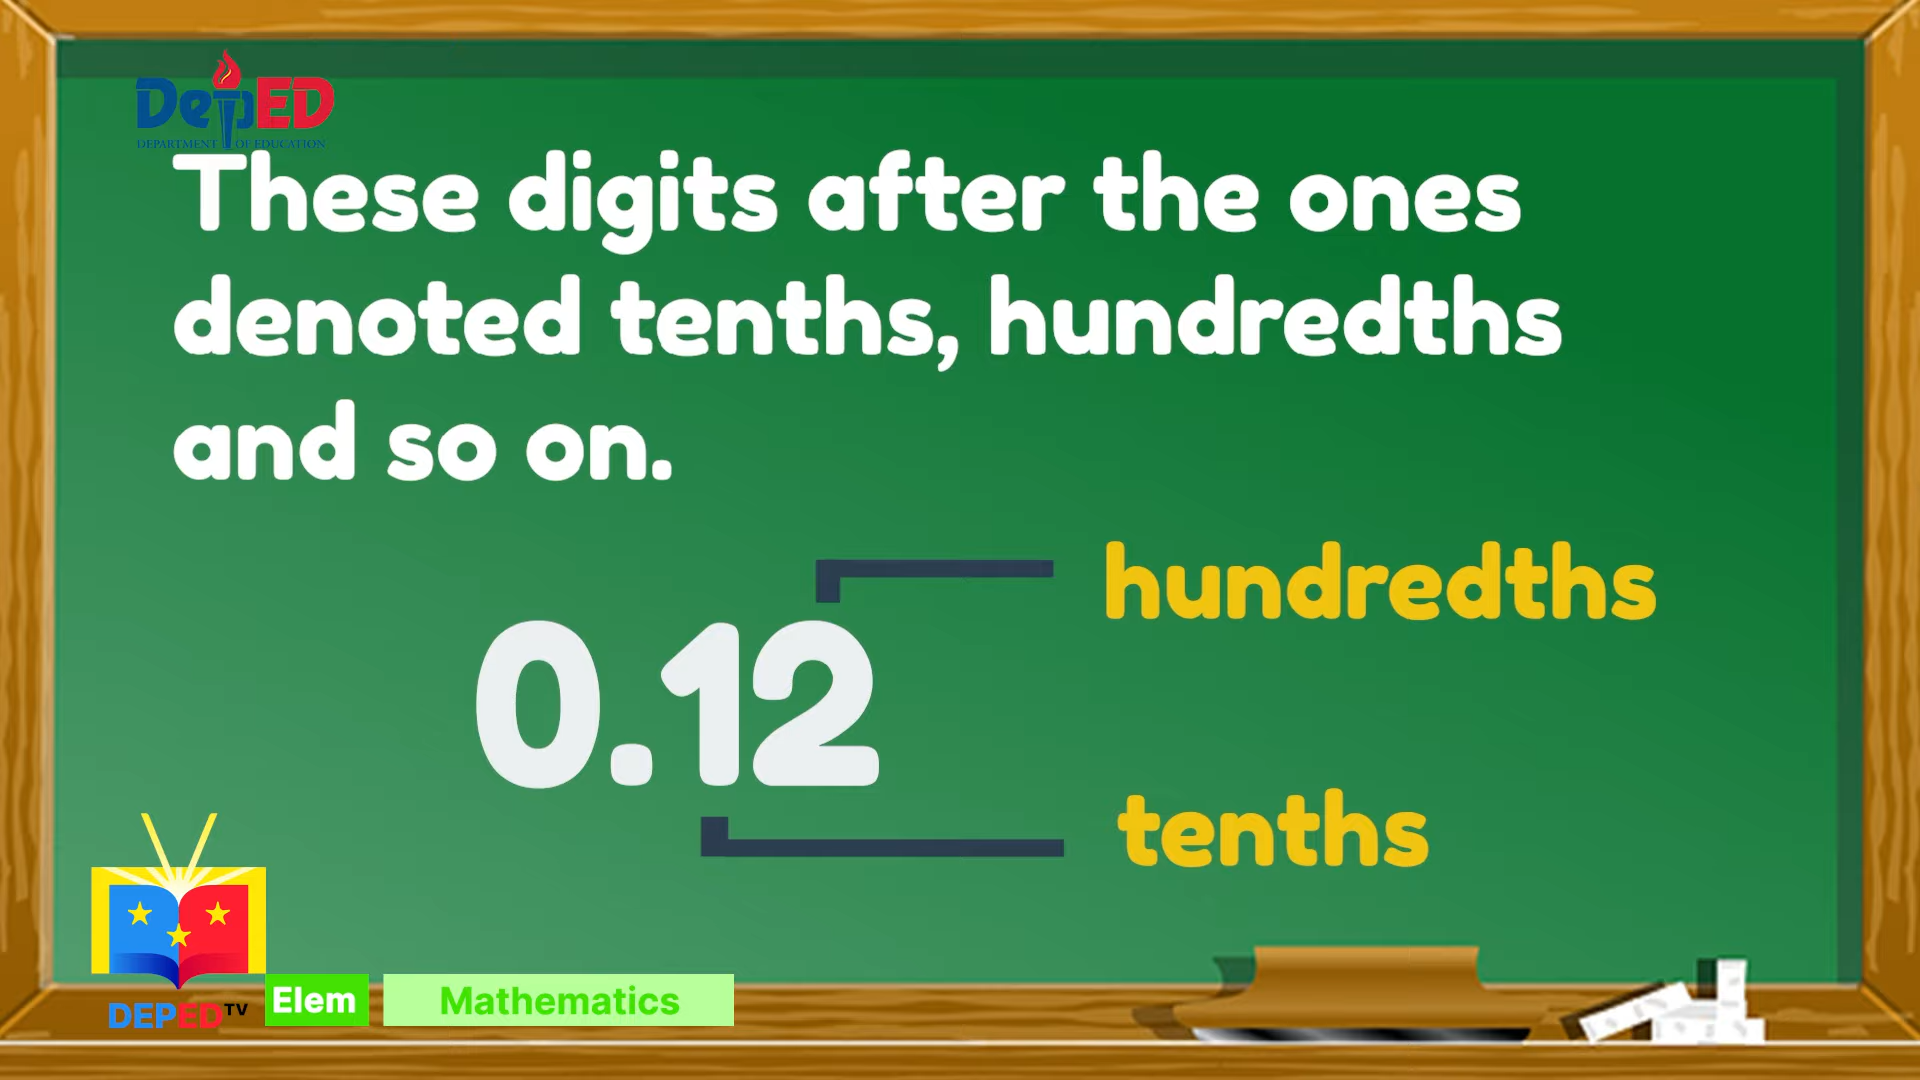 DepED
DEPARTMENT OF EDUCATION
These digits after the ones
denoted tenths, hundredths
and so on.
hundredths
0.12
tenths
DEPED TV
Elem
Mathematics